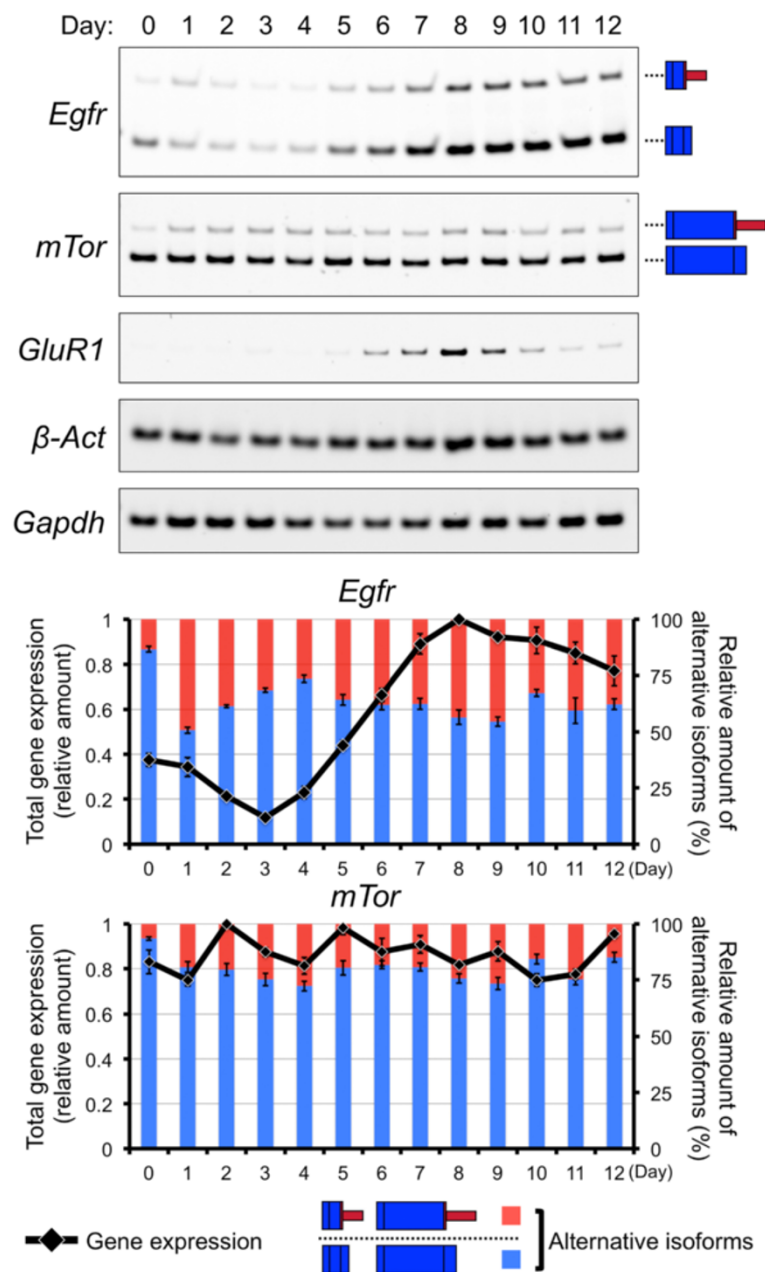 Day: 0 1 2 3 4 5 6 7 8 9 10 11 12
Egfr
mTor
GluR1
β-Act
Gapdh
Egfr
Total gene expression
(relative amount)
1
0.8
0.6
0.4
0.2
0
100
75
50
25
0
Relative amount of
alternative isoforms (%)
0 1 2 3 4 5 6 7 8 9 10 11 12 (Day)
mTor
Total gene expression
(relative amount)
1
0.8
0.6
0.4
0.2
0
100
75
50
25
0
Relative amount of
alternative isoforms (%)
0 1 2 3 4 5 6 7 8 9 10 11 12 (Day)
Gene expression
Alternative isoforms